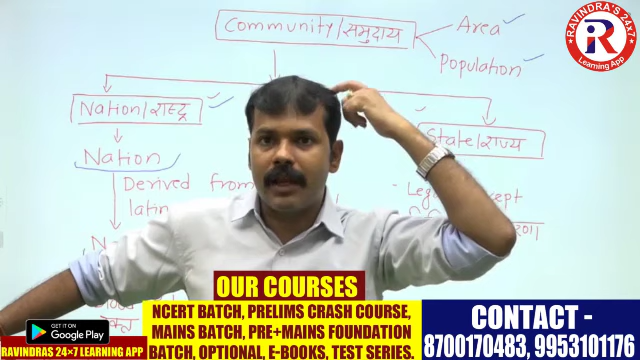 Community/समुदाय
Area
Population
RAVINDRA'S 24x7
Learning App
Nation/राष्ट्र
State/राज्य
Nation
Derived from
latin
2011
OUR COURSES
NCERT BATCH, PRELIMS CRASH COURSE,
MAINS BATCH, PRE+MAINS FOUNDATION
BATCH, OPTIONAL, E-BOOKS, TEST SERIES.
CONTACT -
8700170483, 9953101176
GET IT ON
Google Play
RAVINDRAS 24×7 LEARNING APP